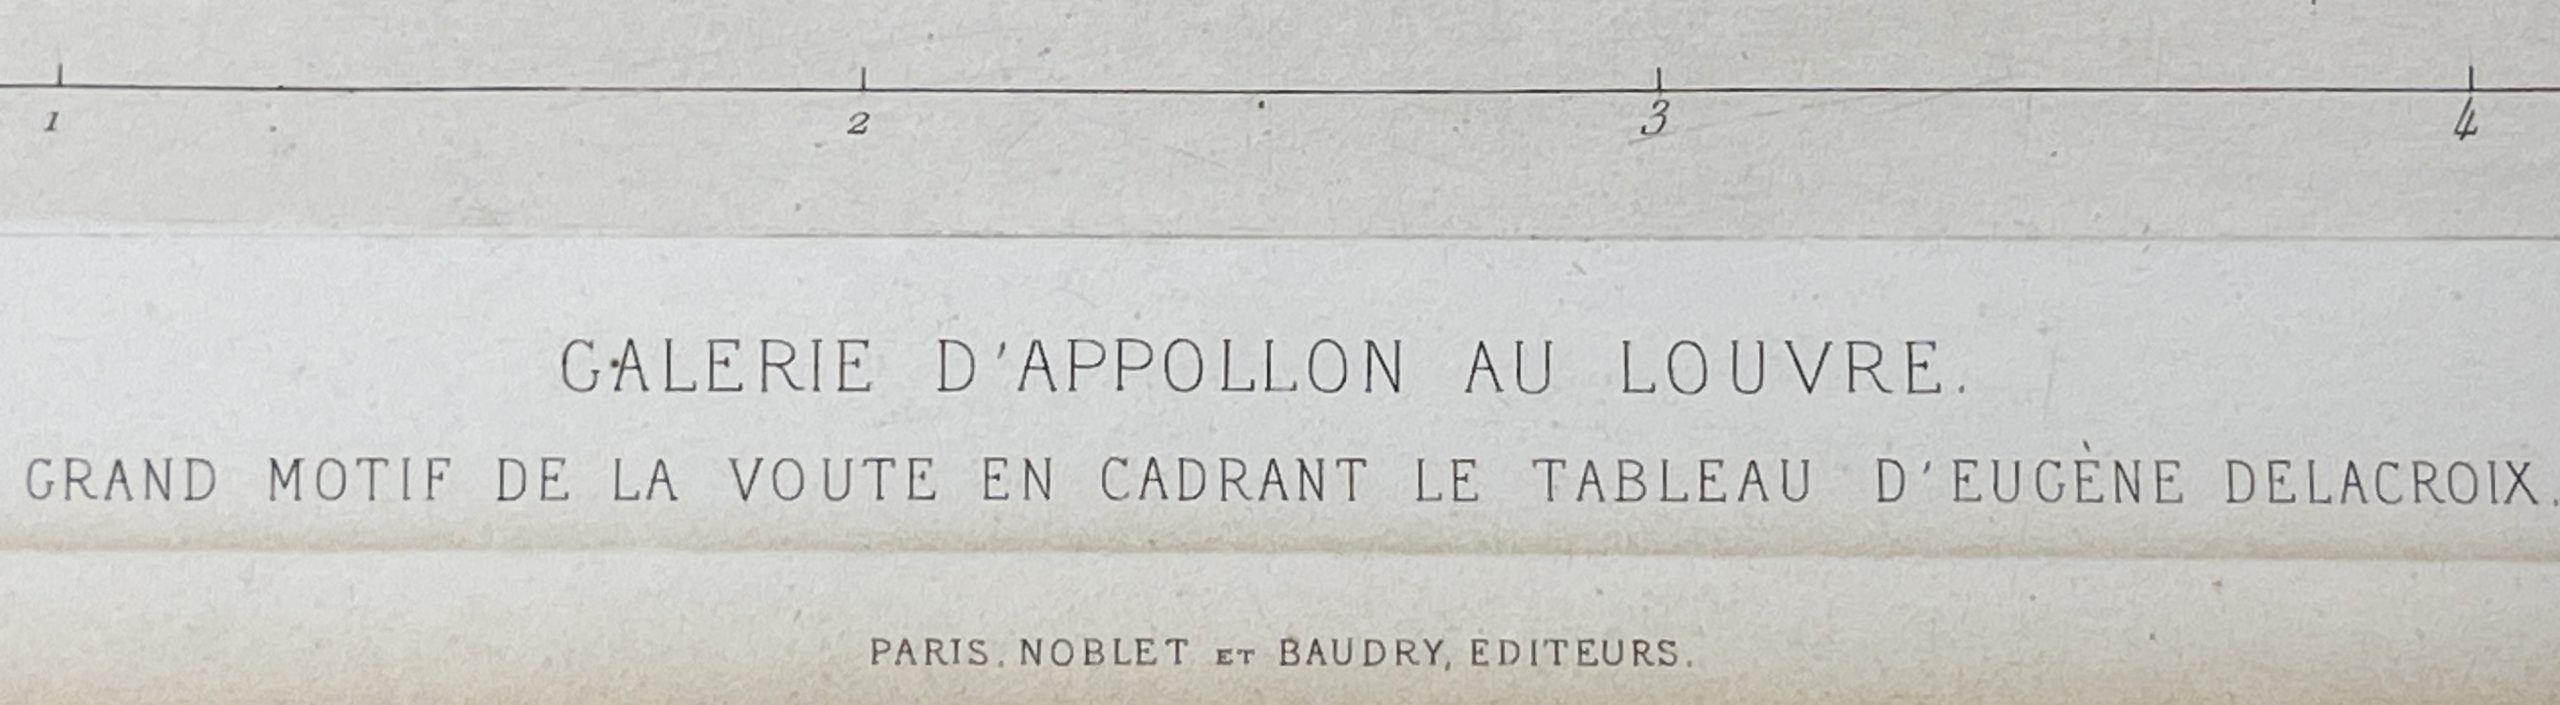 1 2 3 4
GALERIE D'APPOLLON AU LOUVRE.
GRAND MOTIF DE LA VOUTE EN CADRANT LE TABLEAU D'EUGÈNE DELACROIX.
PARIS. NOBLET ET BAUDRY, EDITEURS.